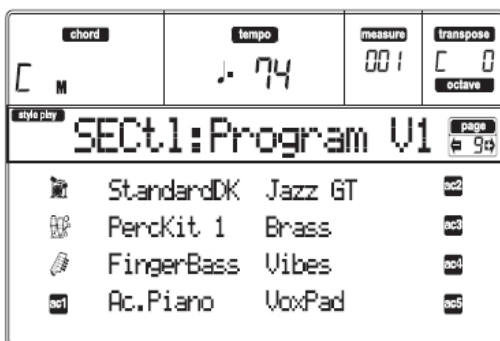 chord tempo measure transpose
C M ♩. 74 001 C 0
octave
style play SECt1:Program V1 page 9
StandardDK Jazz GT ac2
PercKit 1 Brass ac3
FingerBass Vibes ac4
ac1 Ac.Piano VoxPad ac5